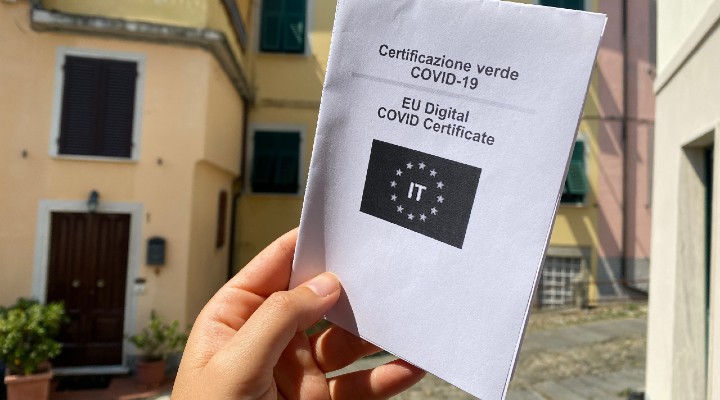 Certificazione verde
COVID-19
EU Digital
COVID Certificate
IT